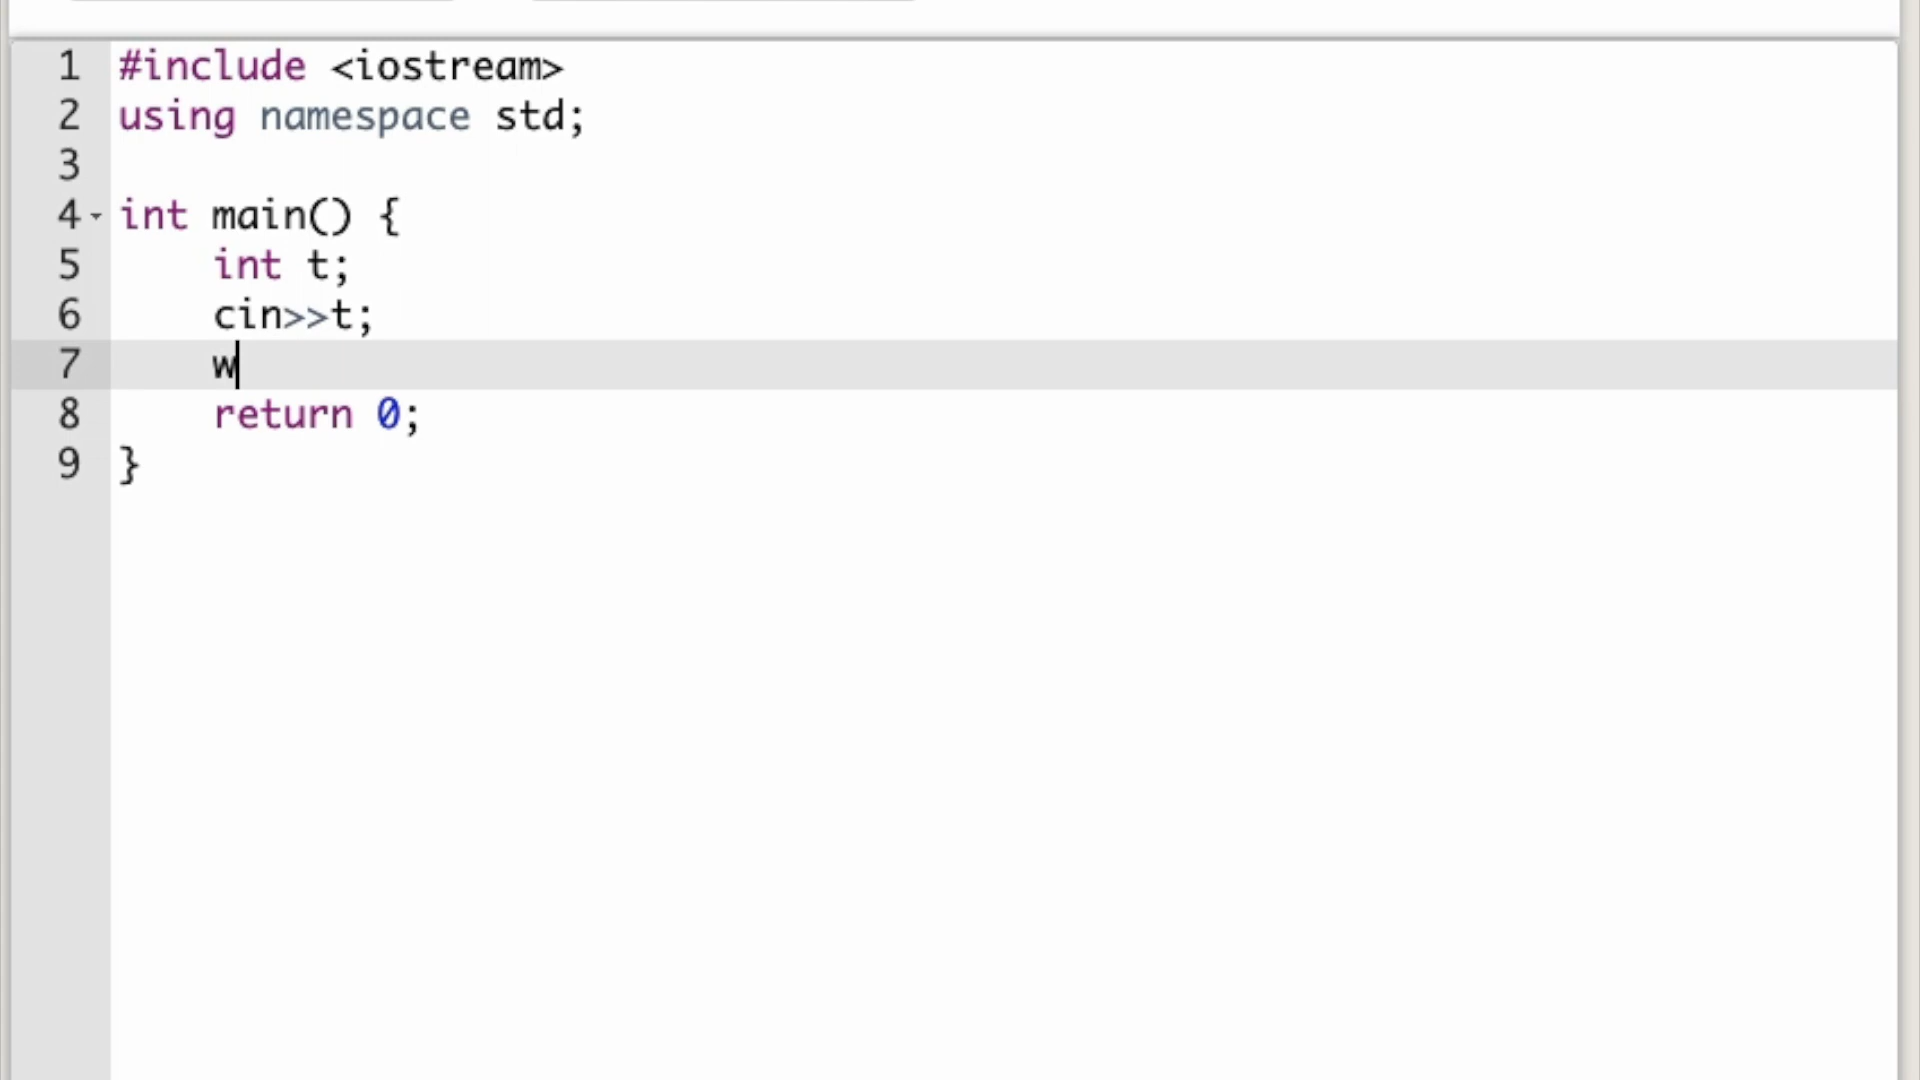 1 #include <iostream>
2 using namespace std;
3
4 int main() {
5     int t;
6     cin>>t;
7     w
8     return 0;
9 }